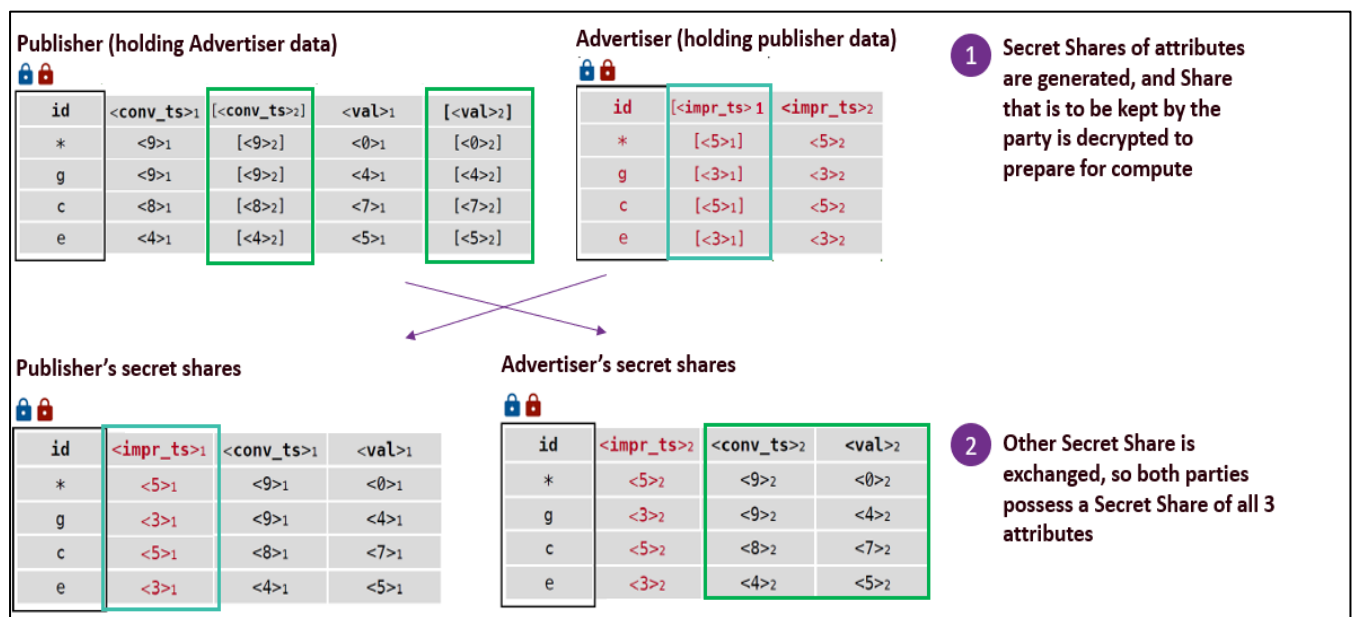 Publisher (holding Advertiser data)
id <conv_ts>1 [<conv_ts>2] <val>1 [<val>2]
* <9>1 [<9>2] <0>1 [<0>2]
g <9>1 [<9>2] <4>1 [<4>2]
c <8>1 [<8>2] <7>1 [<7>2]
e <4>1 [<4>2] <5>1 [<5>2]
Advertiser (holding publisher data)
id [<impr_ts> 1 <impr_ts>2
* [<5>1] <5>2
g [<3>1] <3>2
c [<5>1] <5>2
e [<3>1] <3>2
1
Secret Shares of attributes
are generated, and Share
that is to be kept by the
party is decrypted to
prepare for compute
Publisher's secret shares
id <impr_ts>1 <conv_ts>1 <val>1
* <5>1 <9>1 <0>1
g <3>1 <9>1 <4>1
c <5>1 <8>1 <7>1
e <3>1 <4>1 <5>1
Advertiser's secret shares
id <impr_ts>2 <conv_ts>2 <val>2
* <5>2 <9>2 <0>2
g <3>2 <9>2 <4>2
c <5>2 <8>2 <7>2
e <3>2 <4>2 <5>2
2
Other Secret Share is
exchanged, so both parties
possess a Secret Share of all 3
attributes